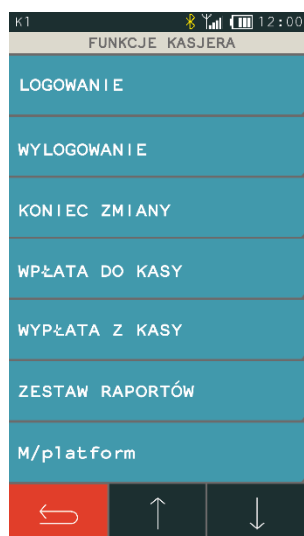 K1 12:00
FUNKCJE KASJERA
LOGOWANIE
WYLOGOWANIE
KONIEC ZMIANY
WPŁATA DO KASY
WYPŁATA Z KASY
ZESTAW RAPORTÓW
M/platform